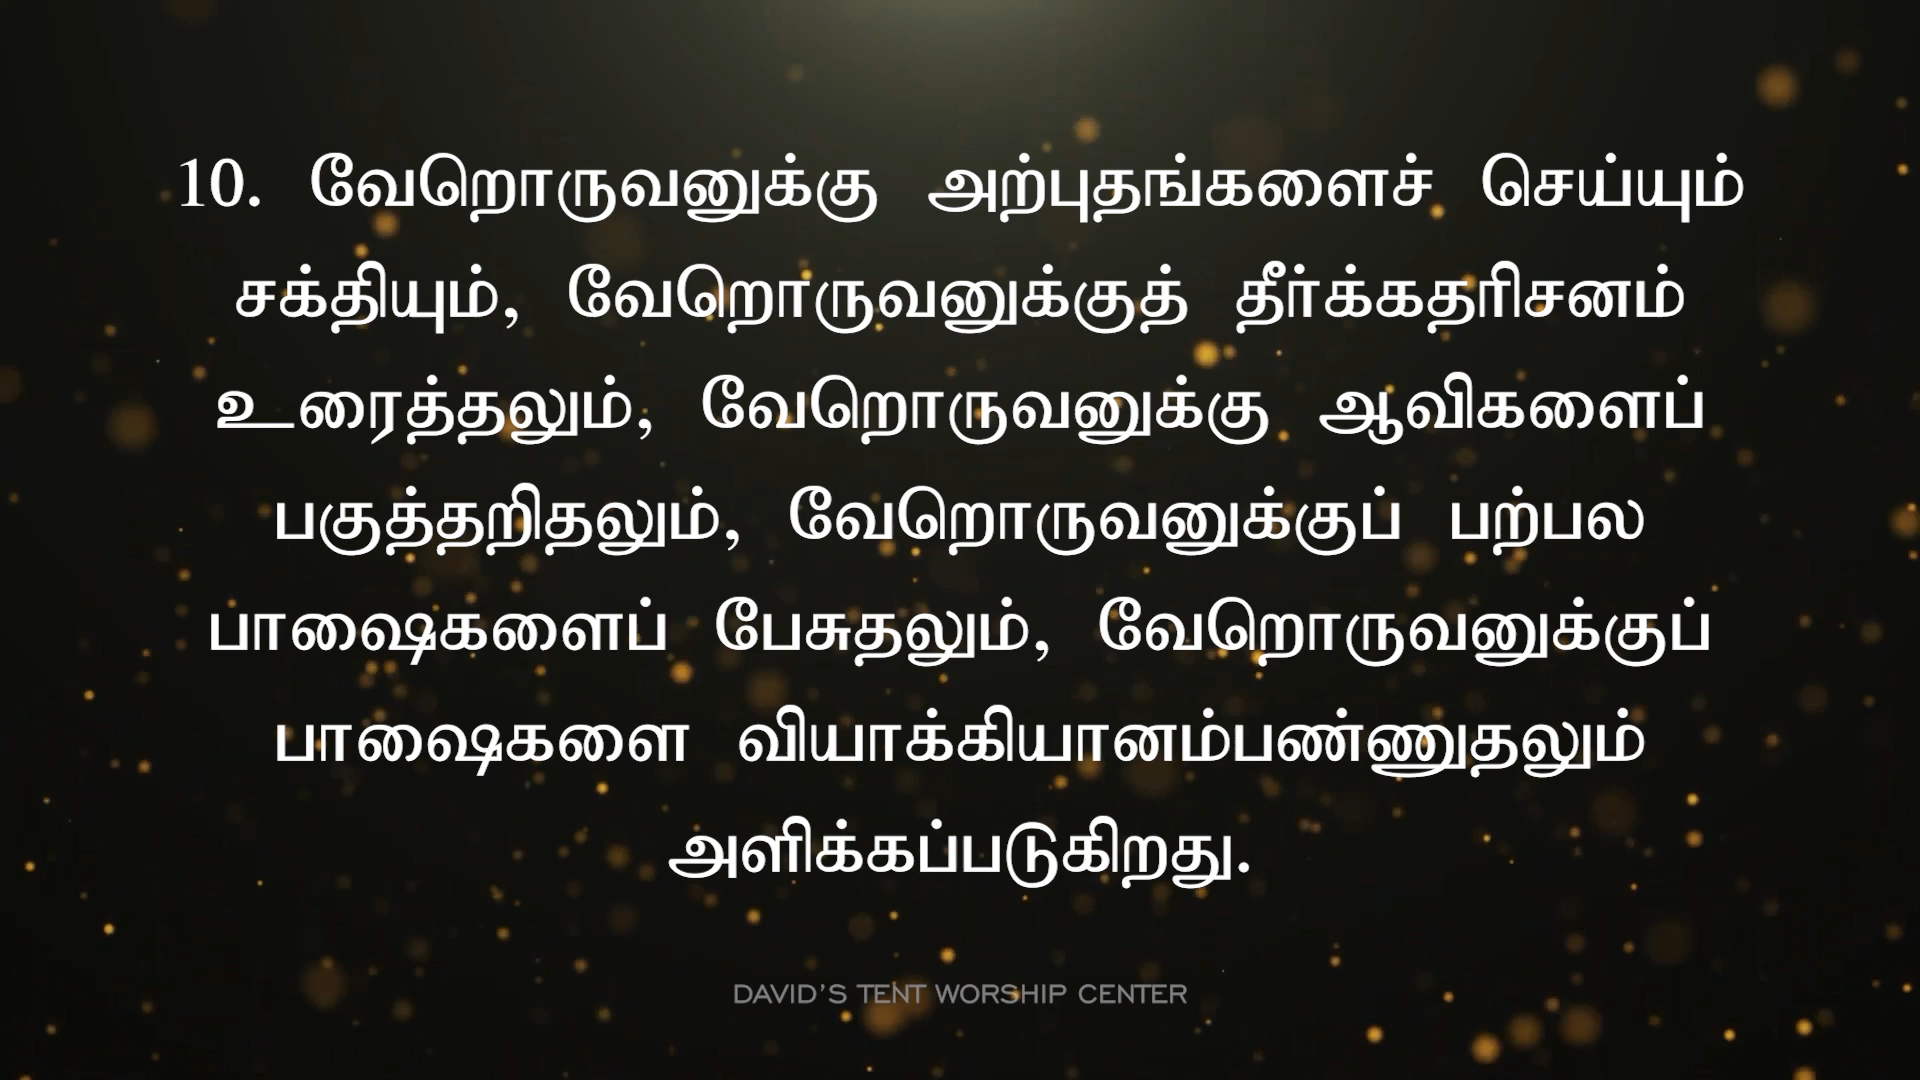 10. வேறொருவனுக்கு அற்புதங்களைச் செய்யும்
சக்தியும், வேறொருவனுக்குத் தீர்க்கதரிசனம்
உரைத்தலும், வேறொருவனுக்கு ஆவிகளைப்
பகுத்தறிதலும், வேறொருவனுக்குப் பற்பல
பாஷைகளைப் பேசுதலும், வேறொருவனுக்குப்
பாஷைகளை வியாக்கியானம்பண்ணுதலும்
அளிக்கப்படுகிறது.
DAVID'S TENT WORSHIP CENTER